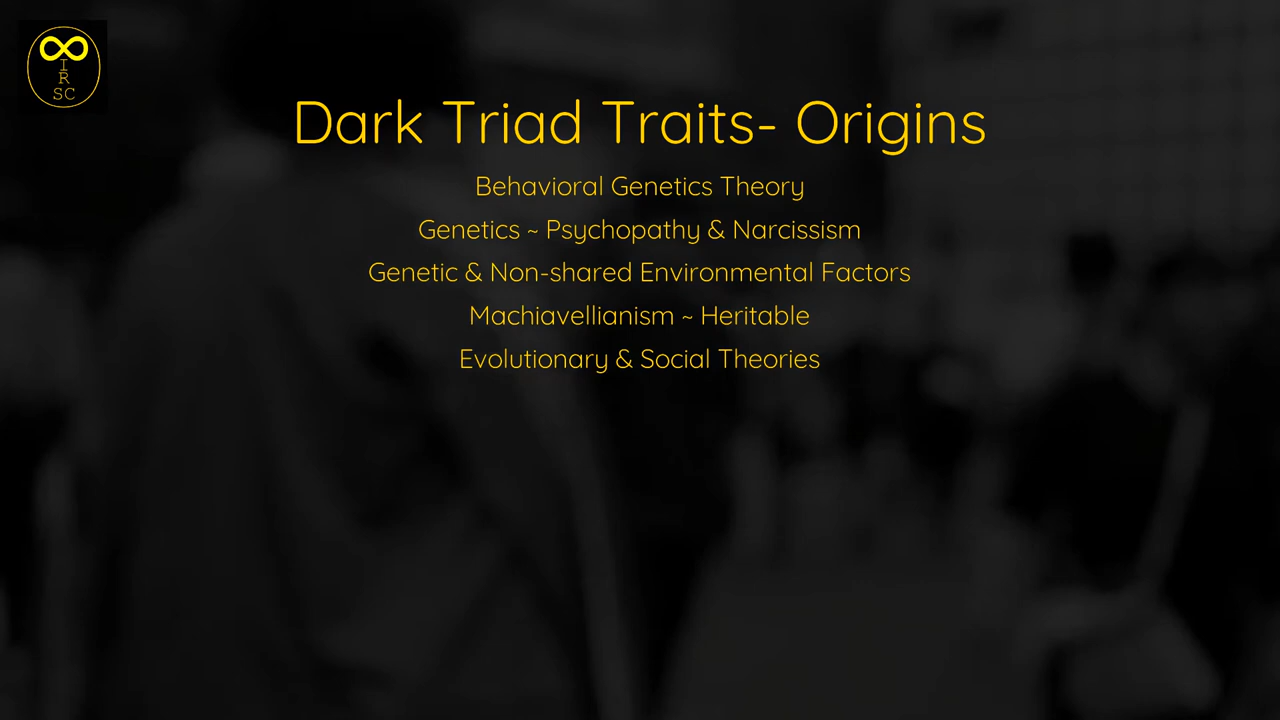 ∞
I
R
SC
Dark Triad Traits- Origins
Behavioral Genetics Theory
Genetics ~ Psychopathy & Narcissism
Genetic & Non-shared Environmental Factors
Machiavellianism ~ Heritable
Evolutionary & Social Theories